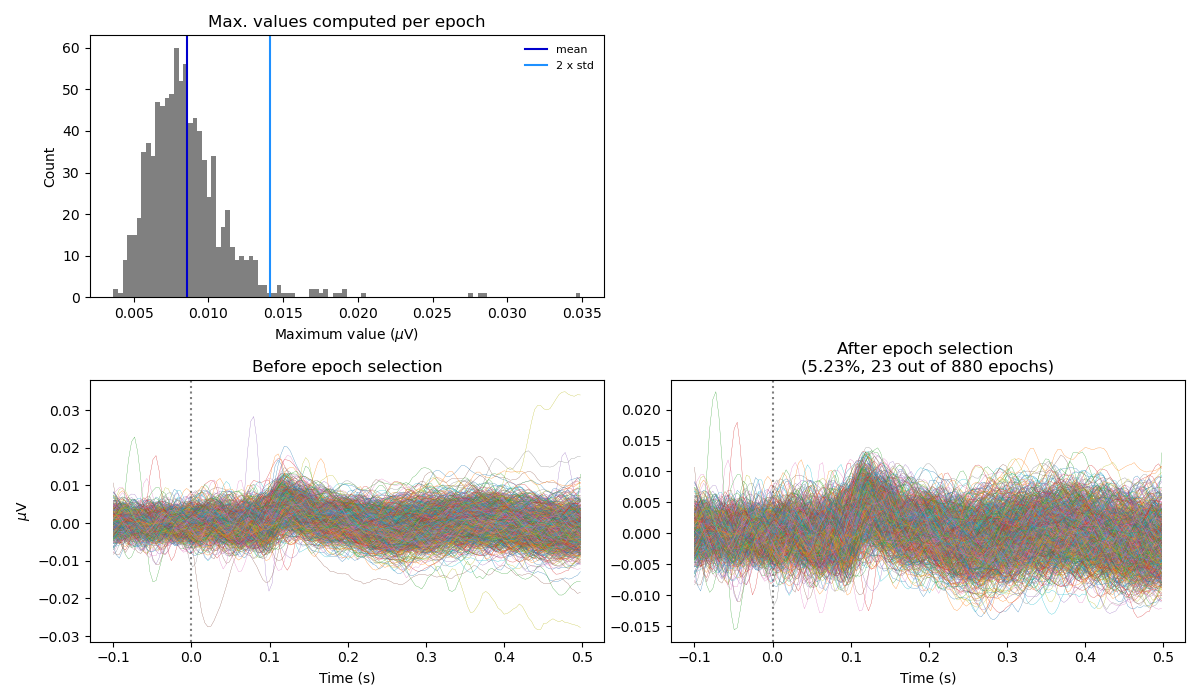 Max. values computed per epoch
mean
2 x std
Count
60
50
40
30
20
10
0
0.005 0.010 0.015 0.020 0.025 0.030 0.035
Maximum value (μV)
Before epoch selection
μV
0.03
0.02
0.01
0.00
−0.01
−0.02
−0.03
−0.1 0.0 0.1 0.2 0.3 0.4 0.5
Time (s)
After epoch selection
(5.23%, 23 out of 880 epochs)
0.020
0.015
0.010
0.005
0.000
−0.005
−0.010
−0.015
−0.1 0.0 0.1 0.2 0.3 0.4 0.5
Time (s)